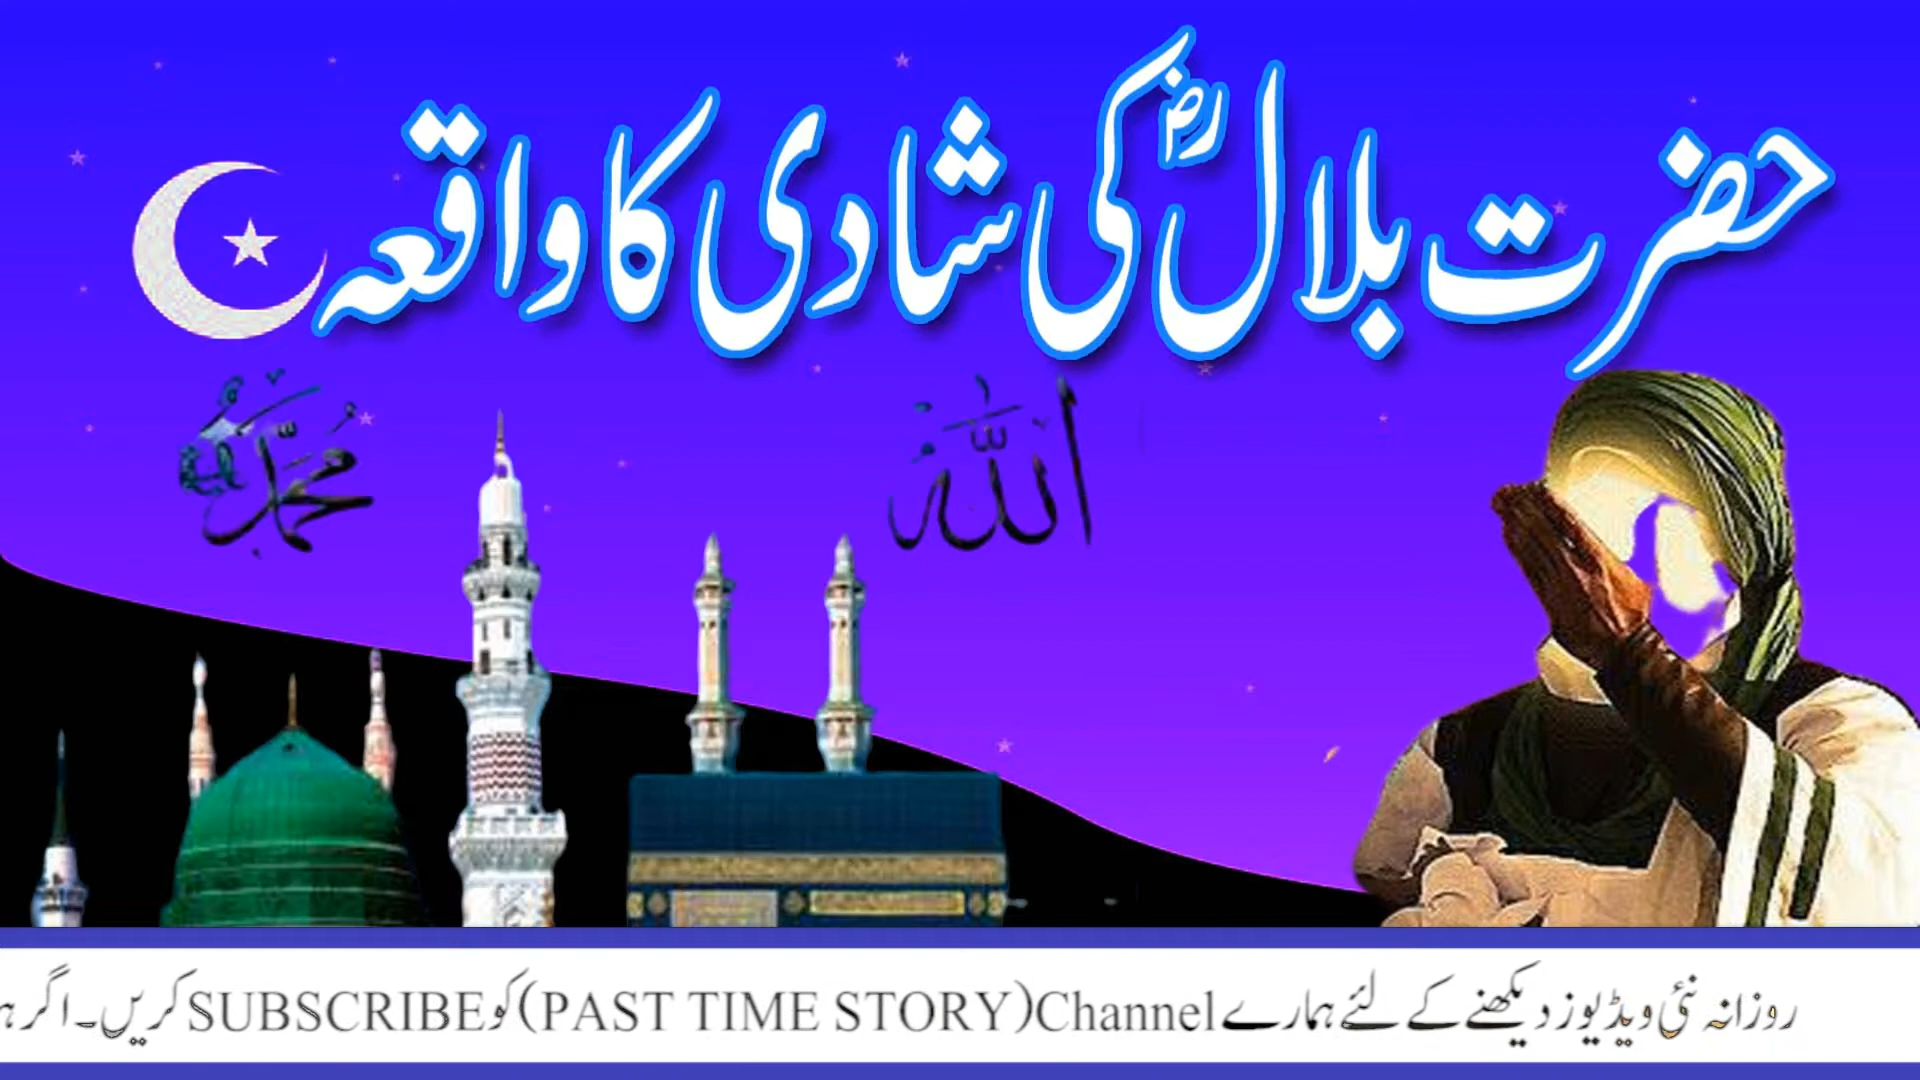 حضرت بلالؓ کی شادی کا واقعہ
محمد
الله
روزانہ نئی ویڈیوز دیکھنے کے لئے ہمارے Channel(PAST TIME STORY) کو SUBSCRIBE کریں۔ اگر